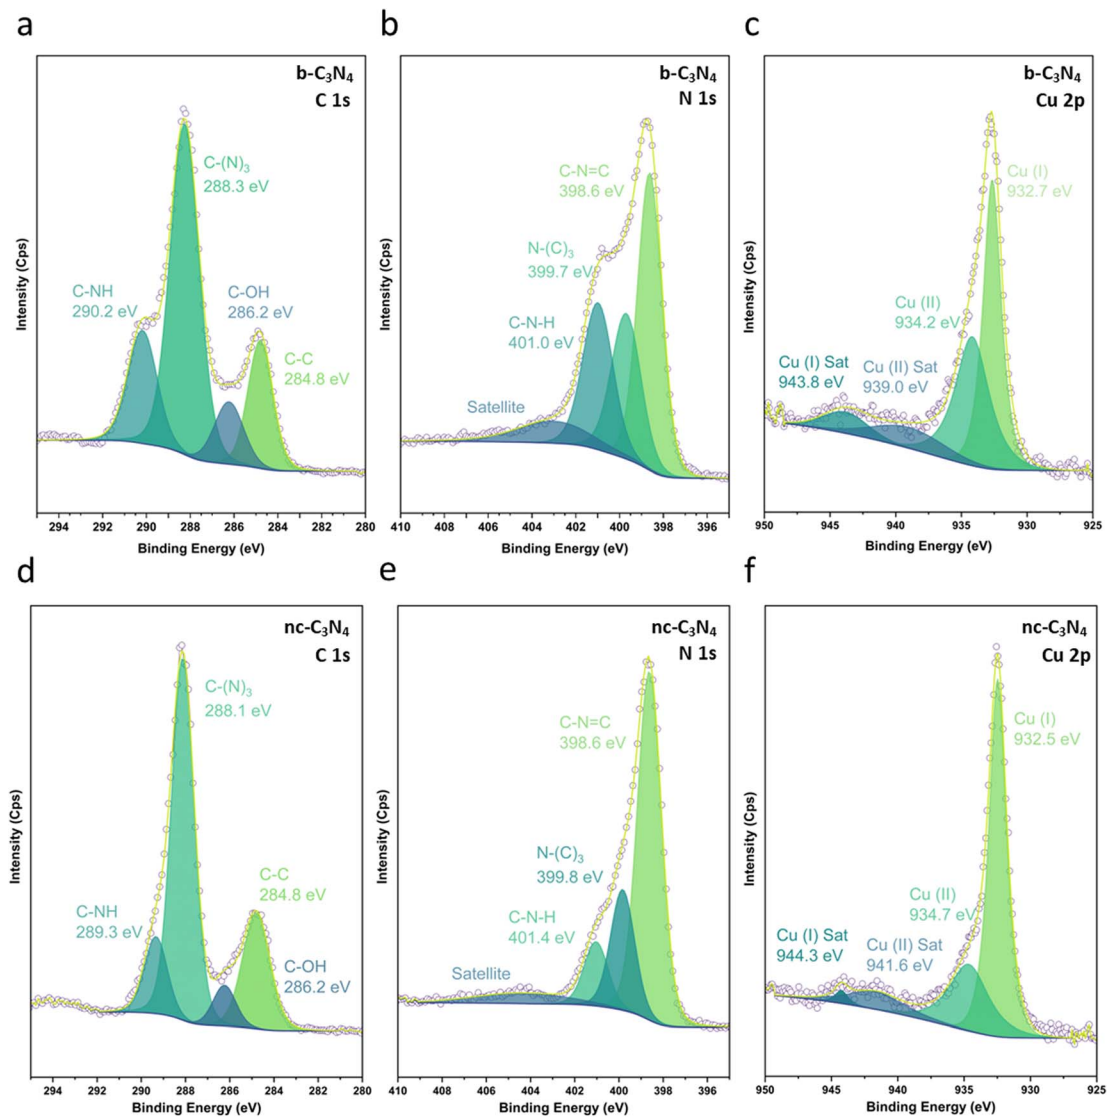 a
b-C₃N₄
C 1s
C-(N)₃
288.3 eV
C-NH
290.2 eV
C-OH
286.2 eV
C-C
284.8 eV
Intensity (Cps)
294 292 290 288 286 284 282 280
Binding Energy (eV)
b
b-C₃N₄
N 1s
C-N=C
398.6 eV
N-(C)₃
399.7 eV
C-N-H
401.0 eV
Satellite
Intensity (Cps)
410 408 406 404 402 400 398 396
Binding Energy (eV)
c
b-C₃N₄
Cu 2p
Cu (I)
932.7 eV
Cu (II)
934.2 eV
Cu (I) Sat
943.8 eV
Cu (II) Sat
939.0 eV
Intensity (Cps)
950 945 940 935 930 925
Binding Energy (eV)
d
nc-C₃N₄
C 1s
C-(N)₃
288.1 eV
C-C
284.8 eV
C-NH
289.3 eV
C-OH
286.2 eV
Intensity (Cps)
294 292 290 288 286 284 282 280
Binding Energy (eV)
e
nc-C₃N₄
N 1s
C-N=C
398.6 eV
N-(C)₃
399.8 eV
C-N-H
401.4 eV
Satellite
Intensity (Cps)
410 408 406 404 402 400 398 396
Binding Energy (eV)
f
nc-C₃N₄
Cu 2p
Cu (I)
932.5 eV
Cu (II)
934.7 eV
Cu (I) Sat
944.3 eV
Cu (II) Sat
941.6 eV
Intensity (Cps)
950 945 940 935 930 925
Binding Energy (eV)